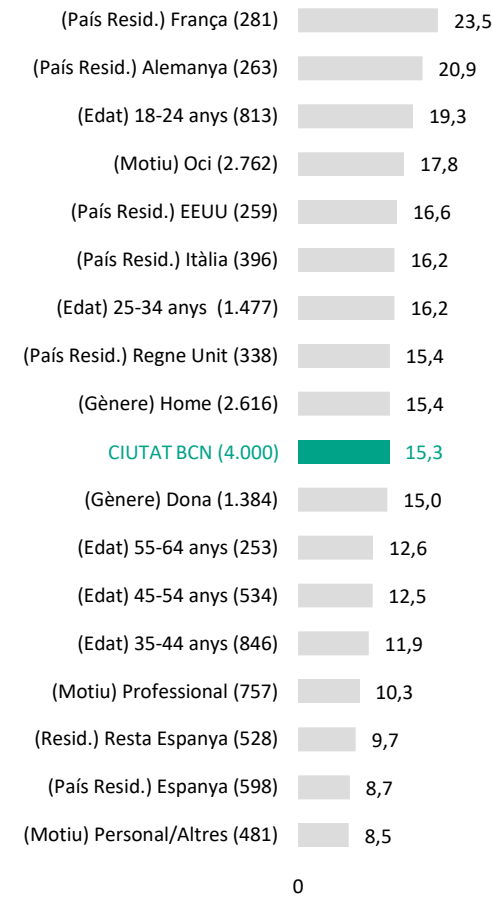 (País Resid.) França (281) 23,5
(País Resid.) Alemanya (263) 20,9
(Edat) 18-24 anys (813) 19,3
(Motiu) Oci (2.762) 17,8
(País Resid.) EEUU (259) 16,6
(País Resid.) Itàlia (396) 16,2
(Edat) 25-34 anys (1.477) 16,2
(País Resid.) Regne Unit (338) 15,4
(Gènere) Home (2.616) 15,4
CIUTAT BCN (4.000) 15,3
(Gènere) Dona (1.384) 15,0
(Edat) 55-64 anys (253) 12,6
(Edat) 45-54 anys (534) 12,5
(Edat) 35-44 anys (846) 11,9
(Motiu) Professional (757) 10,3
(Resid.) Resta Espanya (528) 9,7
(País Resid.) Espanya (598) 8,7
(Motiu) Personal/Altres (481) 8,5
0